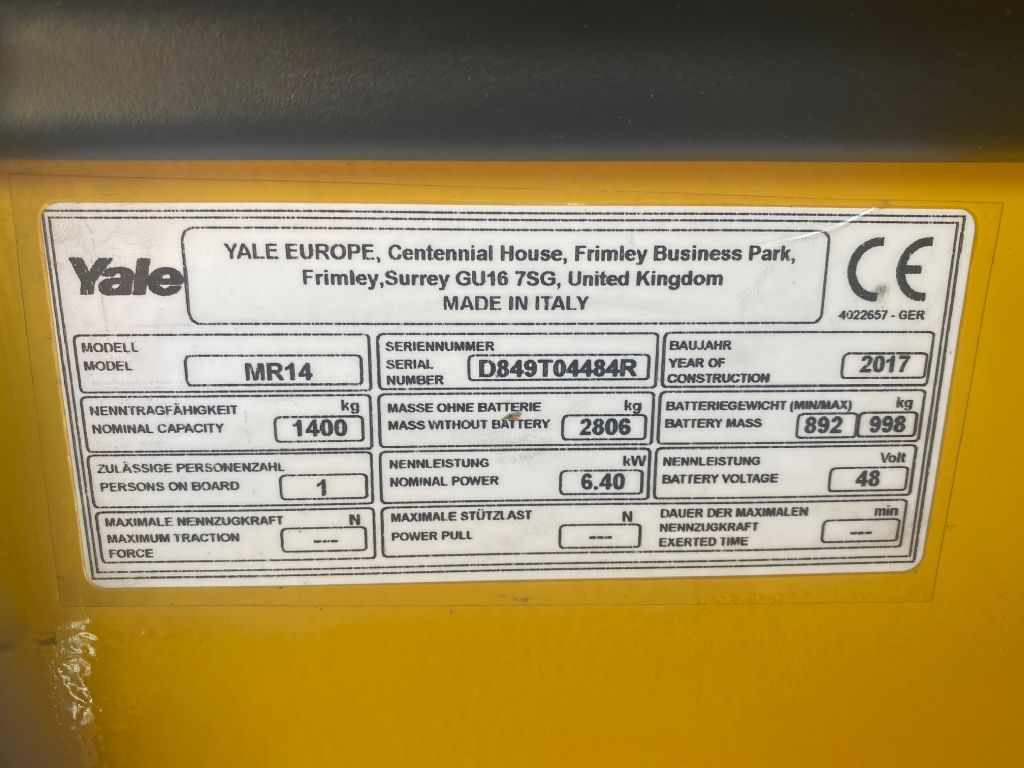 Yale
YALE EUROPE, Centennial House, Frimley Business Park,
Frimley,Surrey GU16 7SG, United Kingdom
MADE IN ITALY
CE
4022657 - GER
MODELL
MODEL
MR14
SERIENNUMMER
SERIAL
NUMBER
D849T04484R
BAUJAHR
YEAR OF
CONSTRUCTION
2017
NENNTRAGFÄHIGKEIT kg
NOMINAL CAPACITY 1400
MASSE OHNE BATTERIE kg
MASS WITHOUT BATTERY 2806
BATTERIEGEWICHT (MIN/MAX) kg
BATTERY MASS 892 998
ZULÄSSIGE PERSONENZAHL
PERSONS ON BOARD 1
NENNLEISTUNG kW
NOMINAL POWER 6.40
NENNLEISTUNG Volt
BATTERY VOLTAGE 48
MAXIMALE NENNZUGKRAFT N
MAXIMUM TRACTION ---
FORCE
MAXIMALE STÜTZLAST N
POWER PULL ---
DAUER DER MAXIMALEN min
NENNZUGKRAFT ---
EXERTED TIME